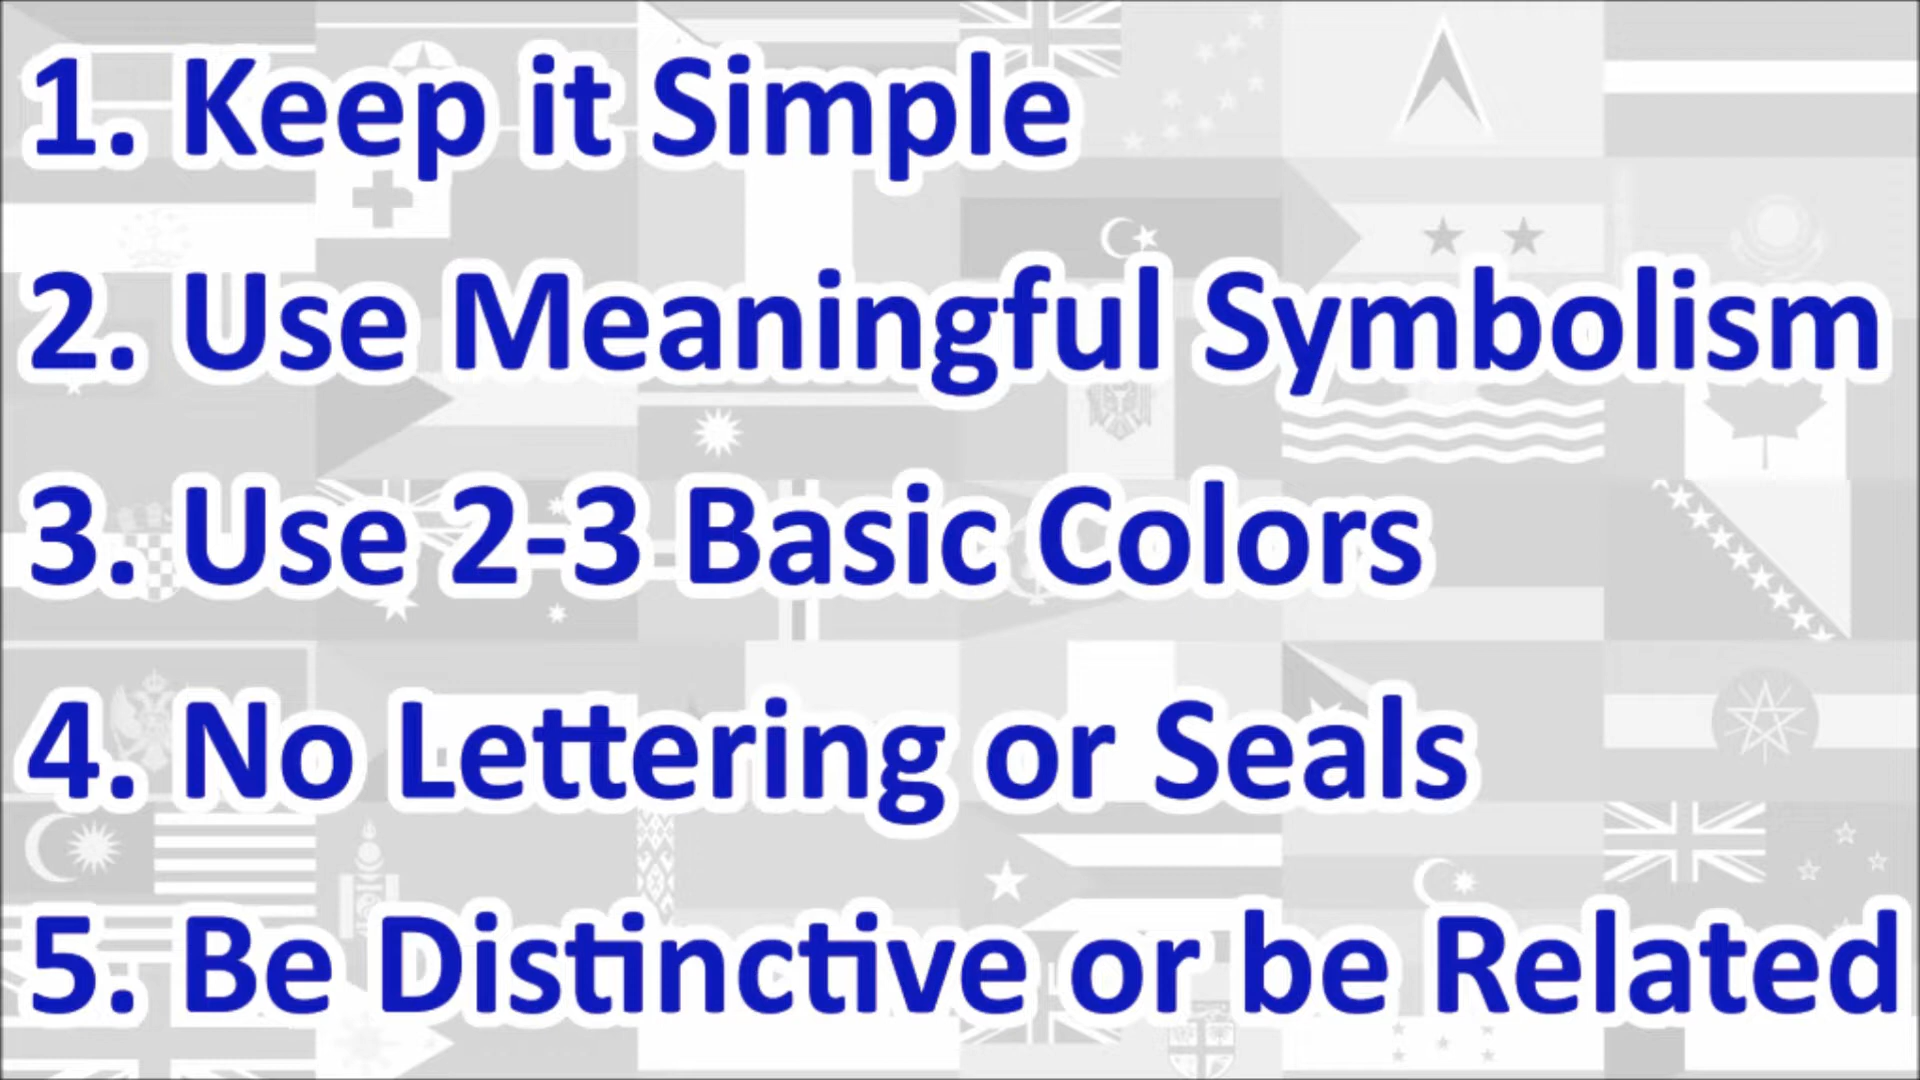 1. Keep it Simple
2. Use Meaningful Symbolism
3. Use 2-3 Basic Colors
4. No Lettering or Seals
5. Be Distinctive or be Related